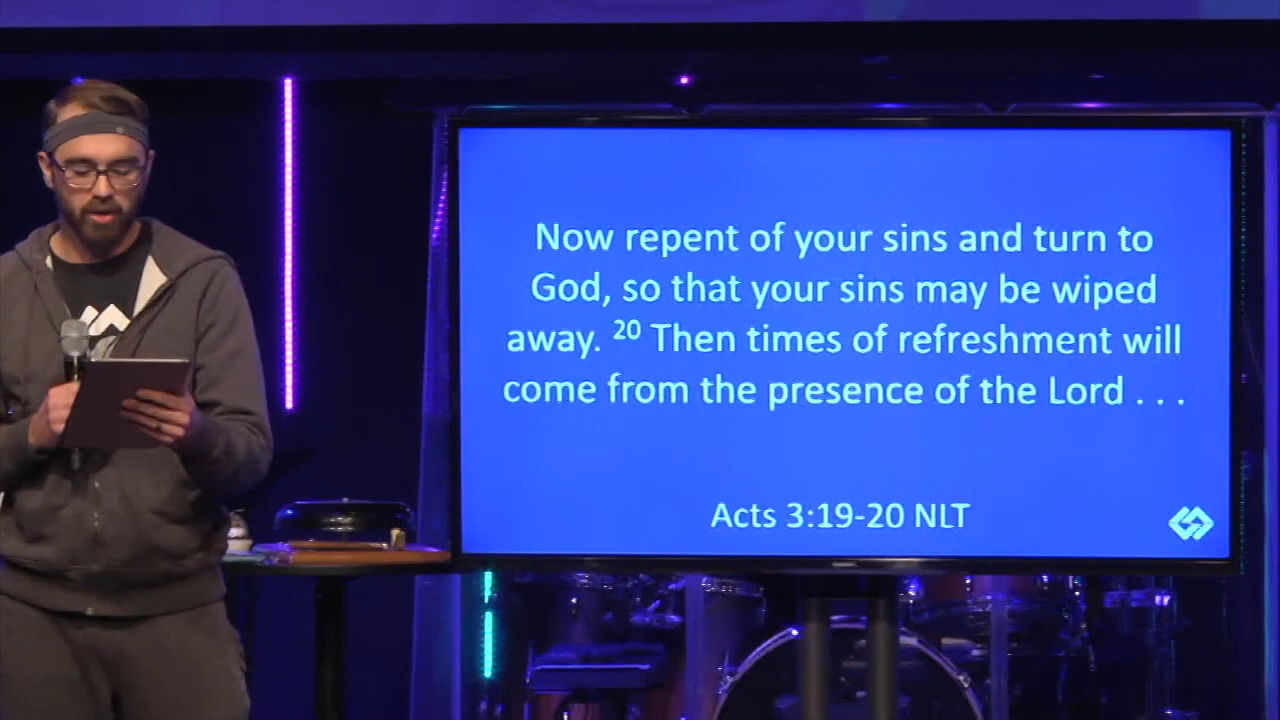 Now repent of your sins and turn to
God, so that your sins may be wiped
away. 20 Then times of refreshment will
come from the presence of the Lord . . .
Acts 3:19-20 NLT